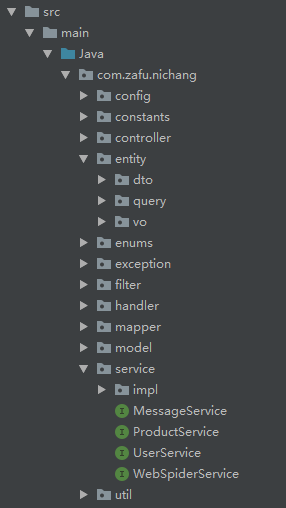 src
main
Java
com.zafu.nichang
config
constants
controller
entity
dto
query
vo
enums
exception
filter
handler
mapper
model
service
impl
MessageService
ProductService
UserService
WebSpiderService
util